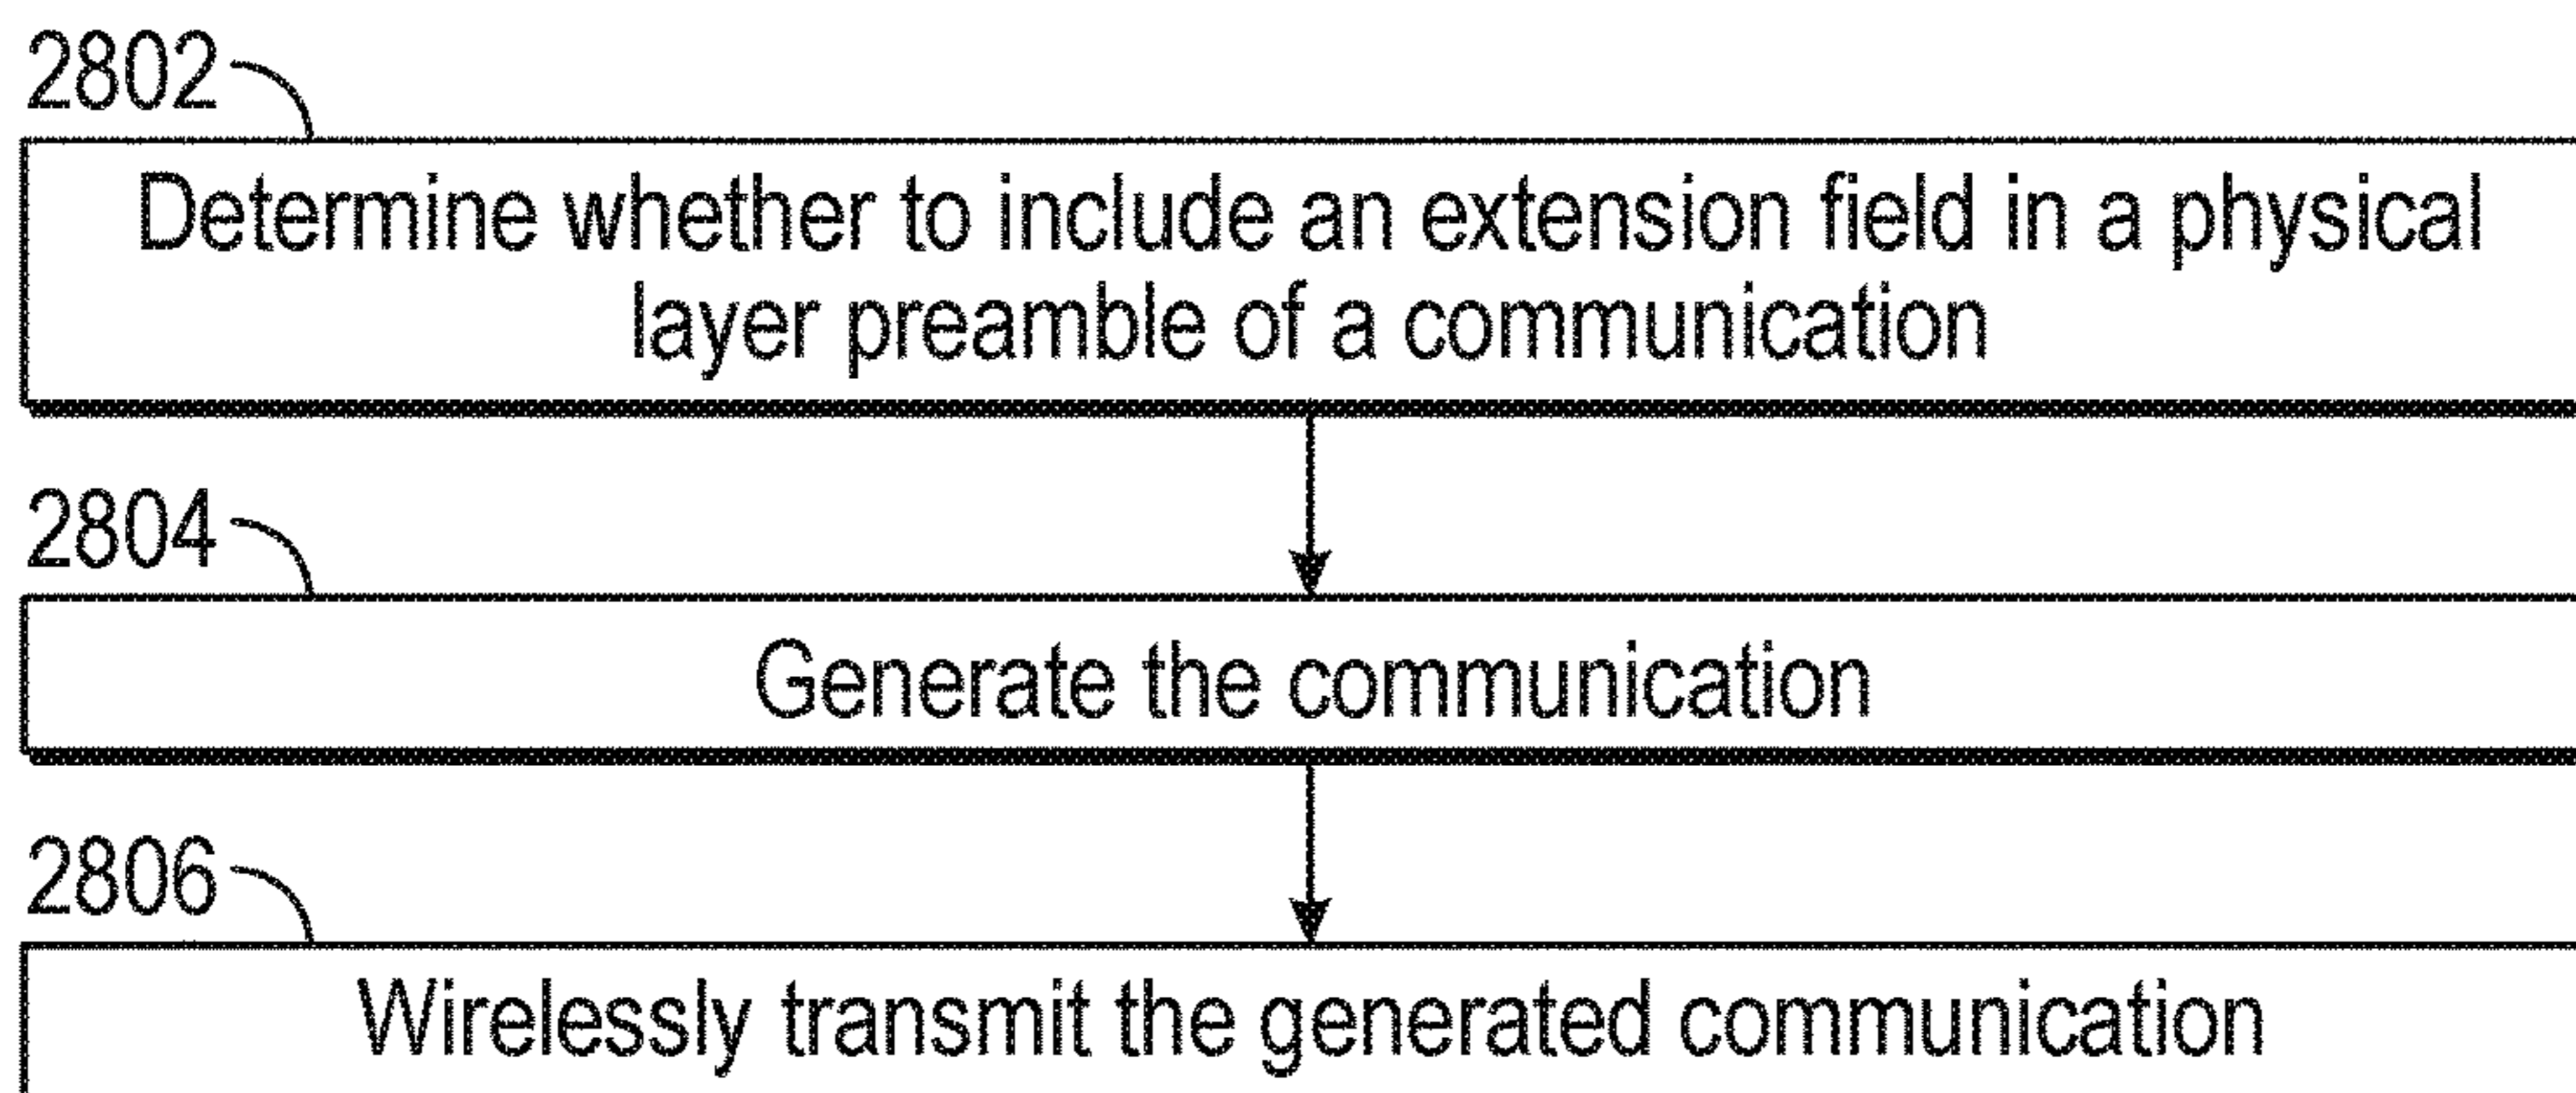 2802
Determine whether to include an extension field in a physical
layer preamble of a communication
2804
Generate the communication
2806
Wirelessly transmit the generated communication